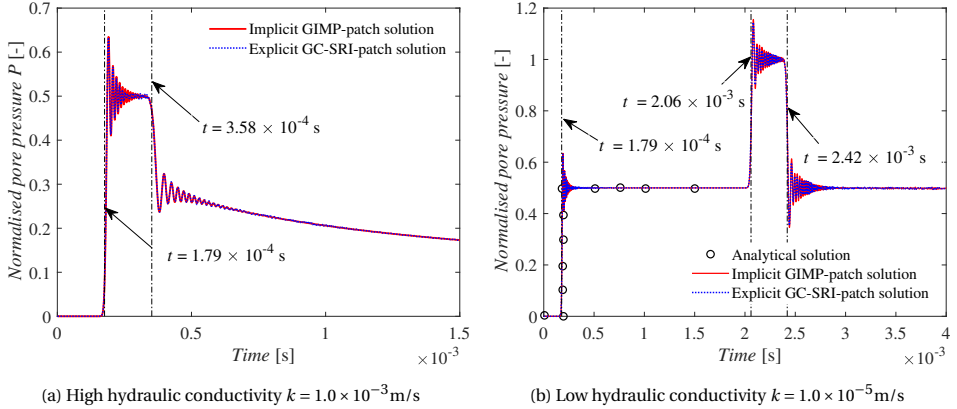 Normalised pore pressure P [-]
0.7
0.6
0.5
0.4
0.3
0.2
0.1
0
Implicit GIMP-patch solution
Explicit GC-SRI-patch solution
t = 3.58 × 10⁻⁴ s
t = 1.79 × 10⁻⁴ s
0
0.5
1
1.5
×10⁻³
Time [s]
(a) High hydraulic conductivity k = 1.0 × 10⁻³m/s
Normalised pore pressure [-]
1.2
1.0
0.8
0.6
0.4
0.2
0
t = 2.06 × 10⁻³ s
t = 1.79 × 10⁻⁴ s
t = 2.42 × 10⁻³ s
Analytical solution
Implicit GIMP-patch solution
Explicit GC-SRI-patch solution
0
0.5
1
1.5
2
2.5
3
3.5
4
×10⁻³
Time [s]
(b) Low hydraulic conductivity k = 1.0 × 10⁻⁵m/s